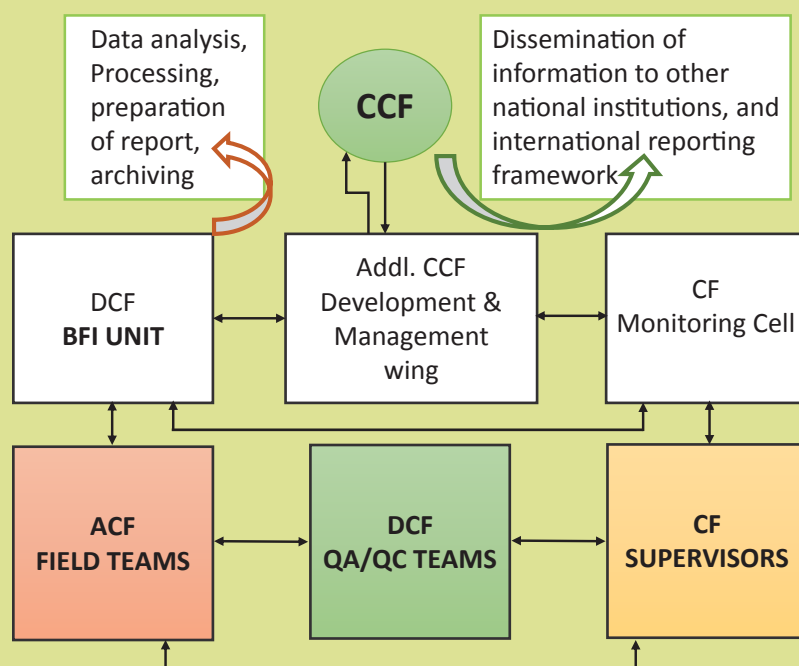 Data analysis,
Processing,
preparation
of report,
archiving
CCF
Dissemination of
information to other
national institutions, and
international reporting
framework
DCF
BFI UNIT
Addl. CCF
Development &
Management
wing
CF
Monitoring Cell
ACF
FIELD TEAMS
DCF
QA/QC TEAMS
CF
SUPERVISORS